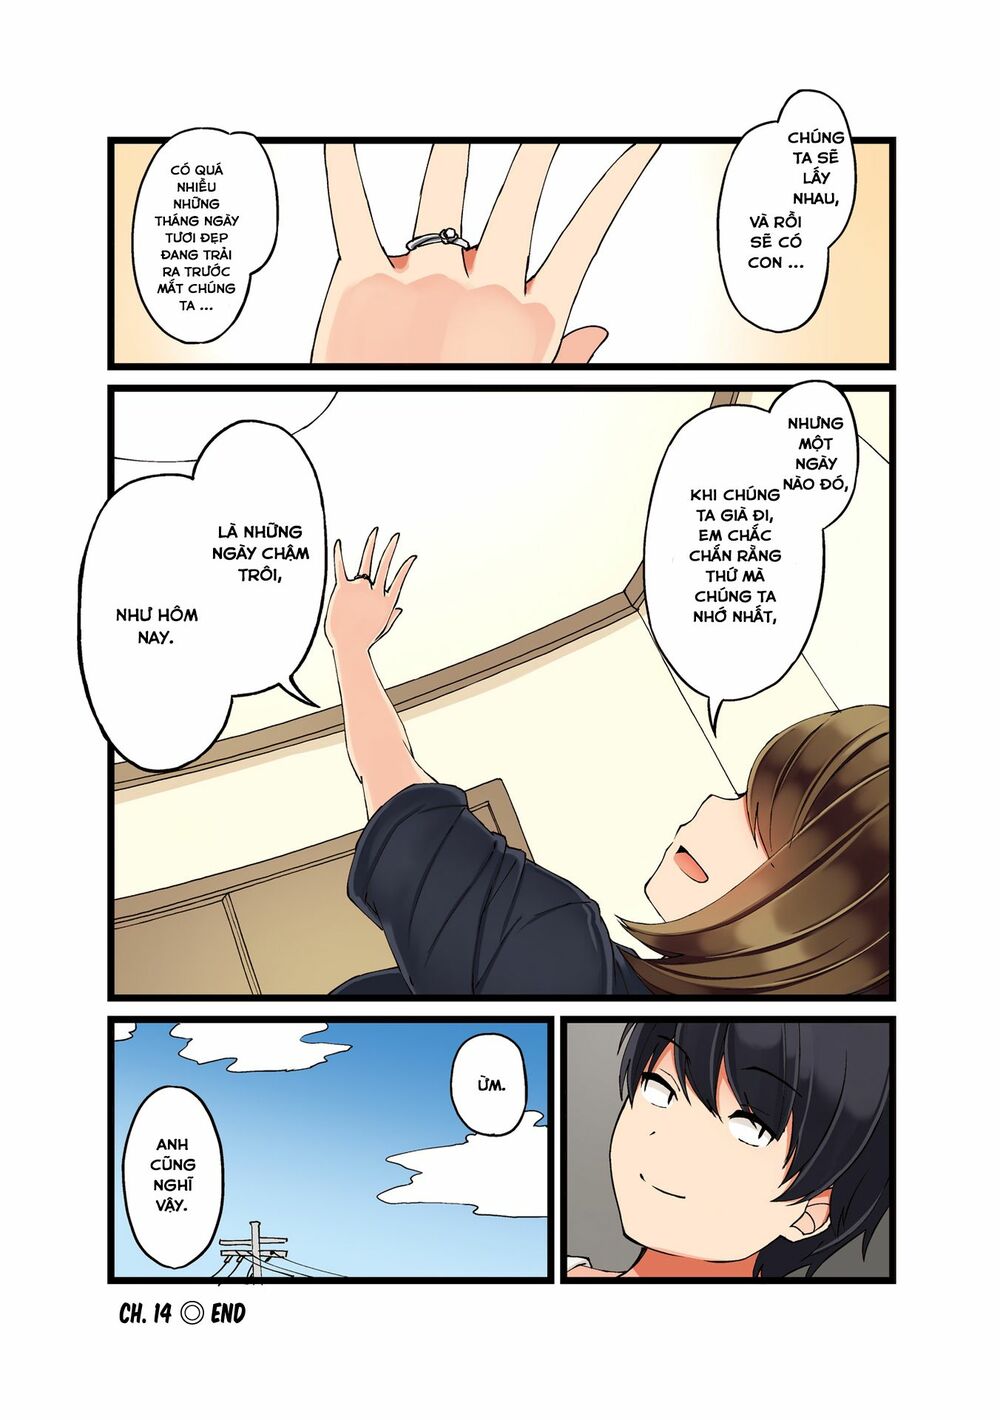 CHÚNG
TA SẼ
LẤY
NHAU,
VÀ RỒI
SẼ CÓ
CON ...
CÓ QUÁ
NHIỀU
NHỮNG
THÁNG NGÀY
TƯƠI ĐẸP
ĐANG TRẢI
RA TRƯỚC
MẮT CHÚNG
TA ...
NHƯNG
MỘT
NGÀY
NÀO ĐÓ,
KHI CHÚNG
TA GIÀ ĐI,
EM CHẮC
CHẮN RẰNG
THỨ MÀ
CHÚNG TA
NHỚ NHẤT,
LÀ NHỮNG
NGÀY CHẬM
TRÔI,
NHƯ HÔM
NAY.
ỪM.
ANH
CŨNG
NGHĨ
VẬY.
CH. 14 ◎ END